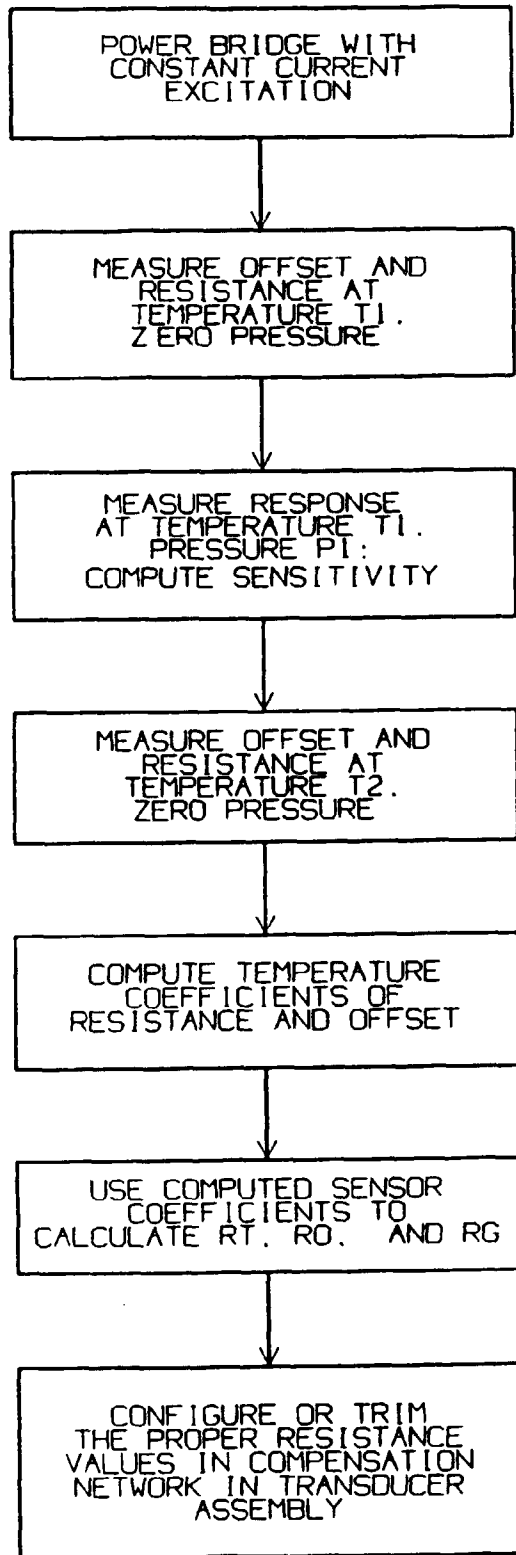 POWER BRIDGE WITH
CONSTANT CURRENT
EXCITATION
MEASURE OFFSET AND
RESISTANCE AT
TEMPERATURE T1.
ZERO PRESSURE
MEASURE RESPONSE
AT TEMPERATURE T1.
PRESSURE P1:
COMPUTE SENSITIVITY
MEASURE OFFSET AND
RESISTANCE AT
TEMPERATURE T2.
ZERO PRESSURE
COMPUTE TEMPERATURE
COEFFICIENTS OF
RESISTANCE AND OFFSET
USE COMPUTED SENSOR
COEFFICIENTS TO
CALCULATE RT. RO. AND RG
CONFIGURE OR TRIM
THE PROPER RESISTANCE
VALUES IN COMPENSATION
NETWORK IN TRANSDUCER
ASSEMBLY